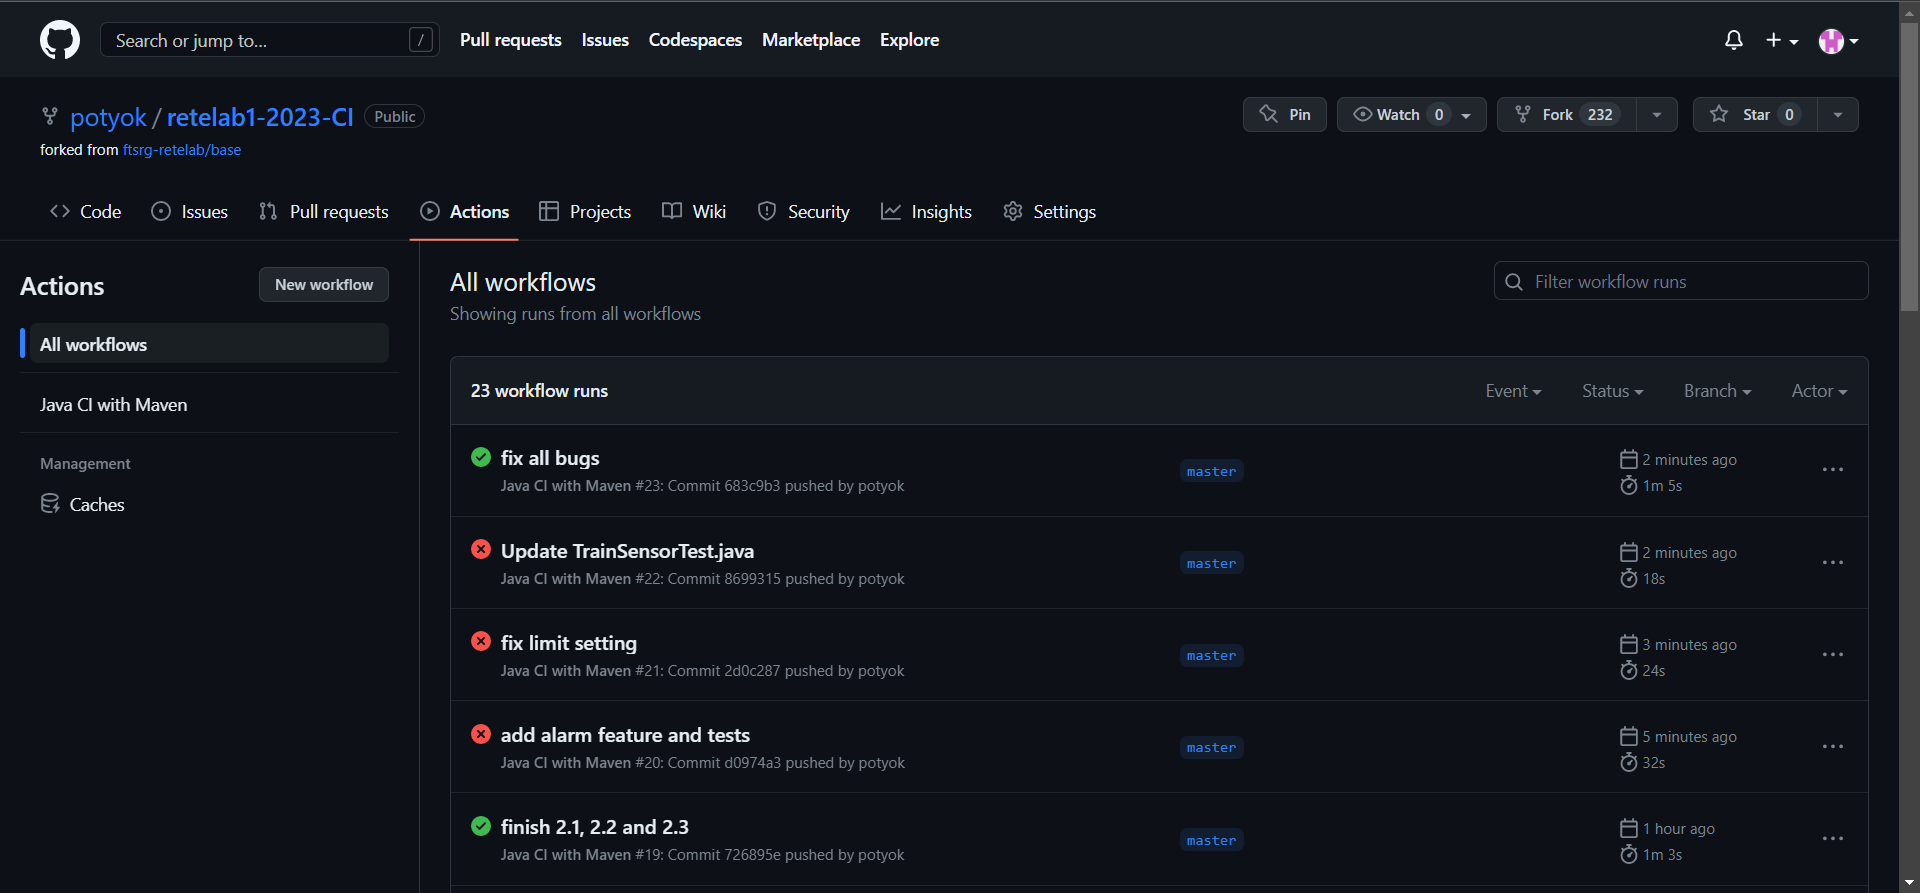 Search or jump to... /
Pull requests Issues Codespaces Marketplace Explore
potyok / retelab1-2023-CI Public
forked from ftsrg-retelab/base
Pin Watch 0 Fork 232 Star 0
Code Issues Pull requests Actions Projects Wiki Security Insights Settings
Actions
New workflow
All workflows
Java CI with Maven
Management
Caches
All workflows
Showing runs from all workflows
Filter workflow runs
23 workflow runs
Event Status Branch Actor
fix all bugs
Java CI with Maven #23: Commit 683c9b3 pushed by potyok
master
2 minutes ago
1m 5s
Update TrainSensorTest.java
Java CI with Maven #22: Commit 8699315 pushed by potyok
master
2 minutes ago
18s
fix limit setting
Java CI with Maven #21: Commit 2d0c287 pushed by potyok
master
3 minutes ago
24s
add alarm feature and tests
Java CI with Maven #20: Commit d0974a3 pushed by potyok
master
5 minutes ago
32s
finish 2.1, 2.2 and 2.3
Java CI with Maven #19: Commit 726895e pushed by potyok
master
1 hour ago
1m 3s